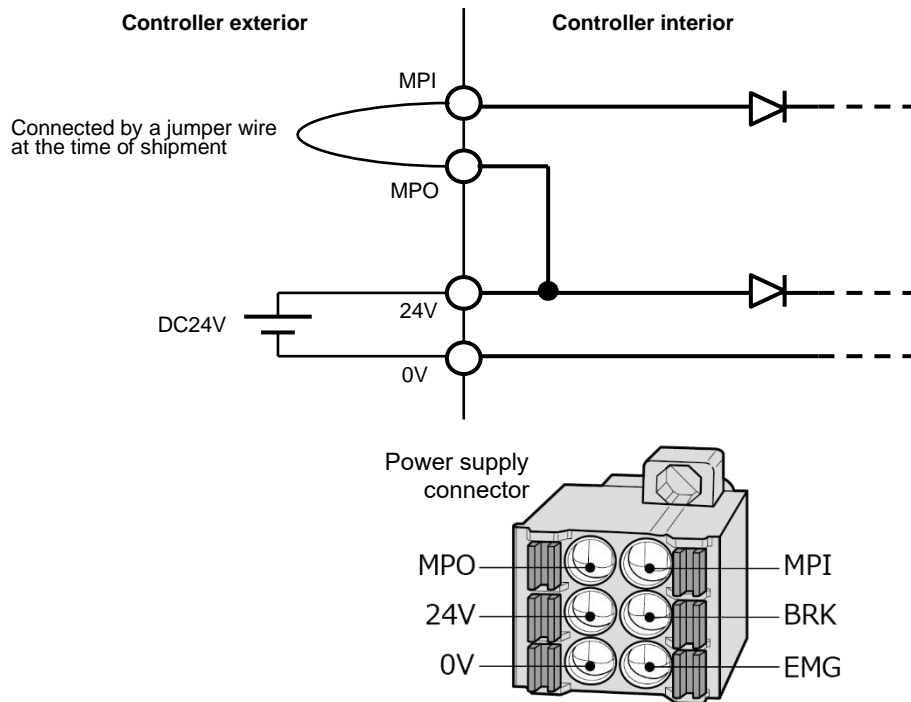 Controller exterior
Controller interior
MPI
Connected by a jumper wire
at the time of shipment
MPO
24V
DC24V
0V
Power supply
connector
MPO
MPI
24V
BRK
0V
EMG